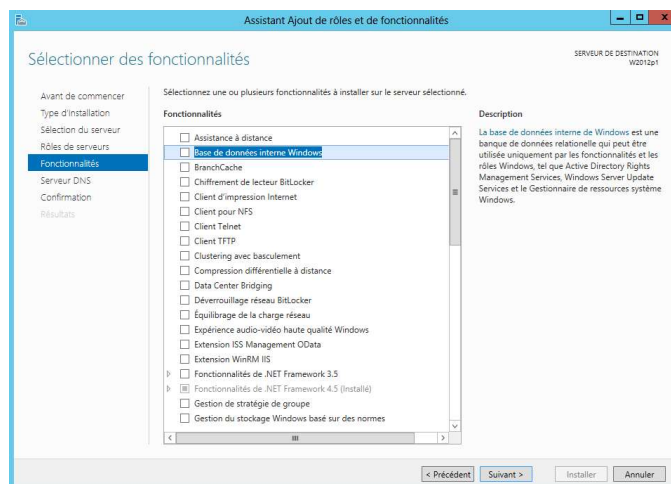 Assistant Ajout de rôles et de fonctionnalités
Sélectionner des fonctionnalités
SERVEUR DE DESTINATION
W2012p1
Avant de commencer
Type d'installation
Sélection du serveur
Rôles de serveurs
Fonctionnalités
Serveur DNS
Confirmation
Résultats
Sélectionnez une ou plusieurs fonctionnalités à installer sur le serveur sélectionné.
Fonctionnalités
Assistance à distance
Base de données interne Windows
BranchCache
Chiffrement de lecteur BitLocker
Client d'impression Internet
Client pour NFS
Client Telnet
Client TFTP
Clustering avec basculement
Compression différentielle à distance
Data Center Bridging
Déverrouillage réseau BitLocker
Équilibrage de la charge réseau
Expérience audio-vidéo haute qualité Windows
Extension ISS Management OData
Extension WinRM IIS
Fonctionnalités de .NET Framework 3.5
Fonctionnalités de .NET Framework 4.5 (Installé)
Gestion de stratégie de groupe
Gestion du stockage Windows basé sur des normes
Description
La base de données interne de Windows est une
banque de données relationelle qui peut être
utilisée uniquement par les fonctionnalités et les
rôles Windows, tel que Active Directory Rights
Management Services, Windows Server Update
Services et le Gestionnaire de ressources système
Windows.
< Précédent
Suivant >
Installer
Annuler